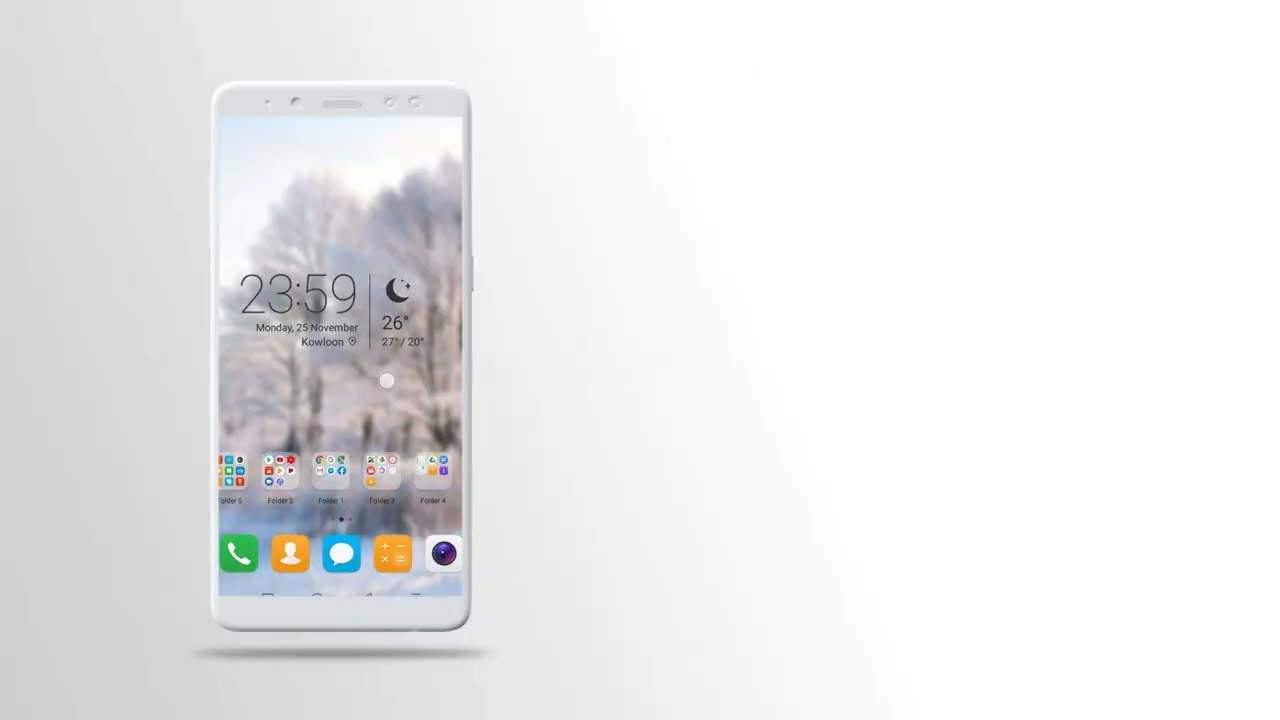 23:59
Monday, 25 November
Kowloon
26°
27° / 20°
Folder 5
Folder 2
Folder 1
Folder 3
Folder 4